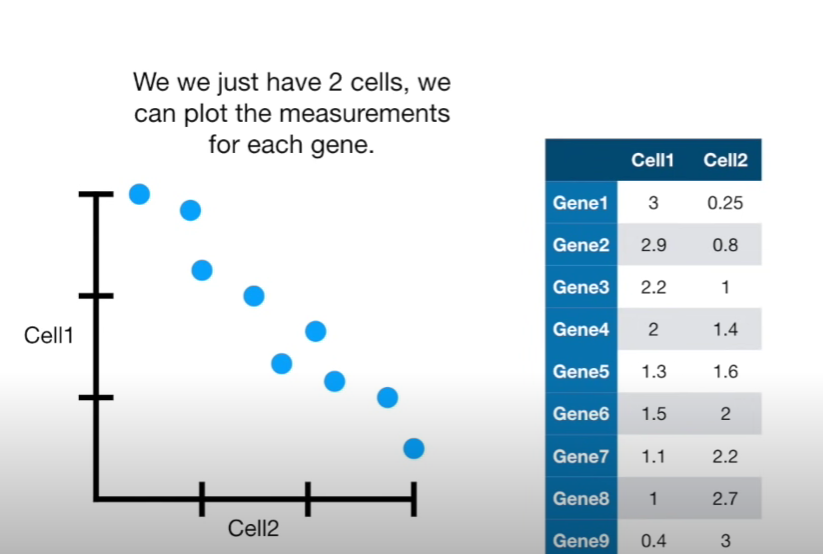 We we just have 2 cells, we
can plot the measurements
for each gene.
Cell1
Cell2
Cell1 Cell2
Gene1 3 0.25
Gene2 2.9 0.8
Gene3 2.2 1
Gene4 2 1.4
Gene5 1.3 1.6
Gene6 1.5 2
Gene7 1.1 2.2
Gene8 1 2.7
Gene9 0.4 3